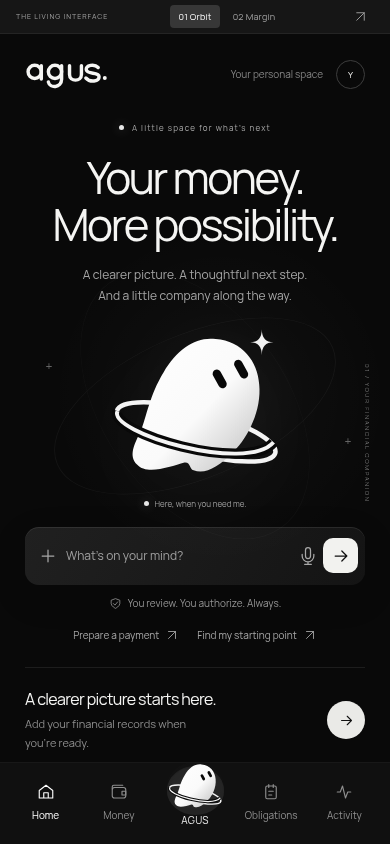 THE LIVING INTERFACE
01 Orbit
02 Margin
agus.
Your personal space
Y
A little space for what's next
Your money.
More possibility.
A clearer picture. A thoughtful next step.
And a little company along the way.
01 / YOUR FINANCIAL COMPANION
Here, when you need me.
What's on your mind?
You review. You authorize. Always.
Prepare a payment
Find my starting point
A clearer picture starts here.
Add your financial records when
you're ready.
Home
Money
AGUS
Obligations
Activity